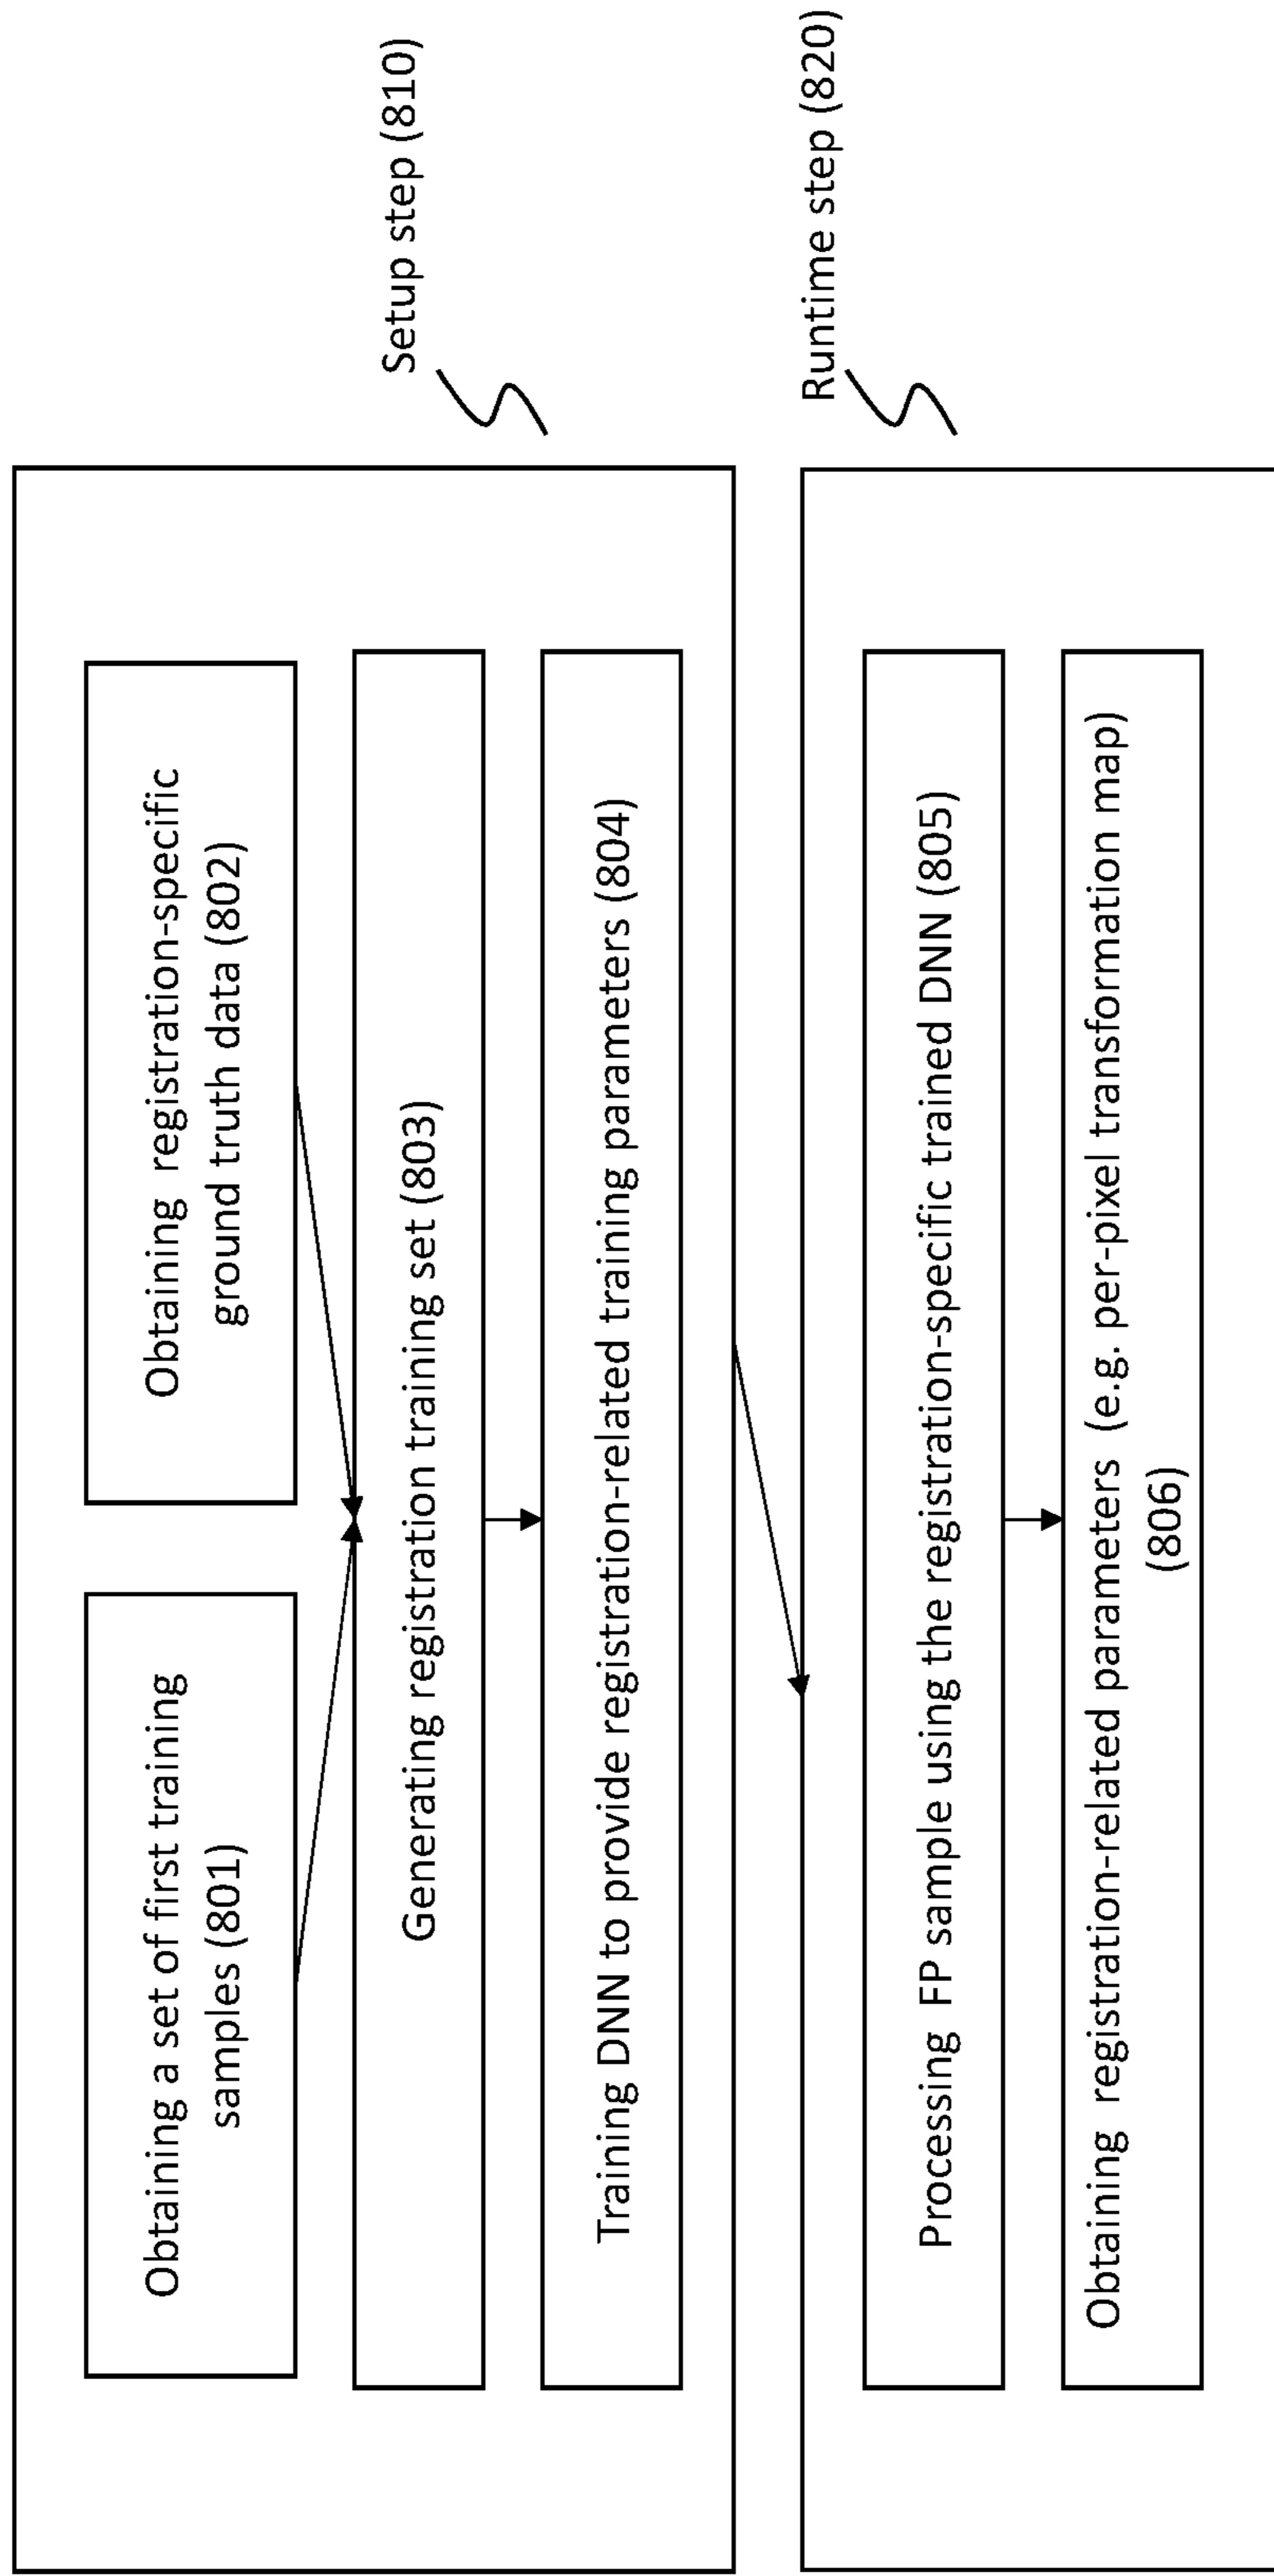 Obtaining a set of first training
samples (801)
Obtaining registration-specific
ground truth data (802)
Generating registration training set (803)
Training DNN to provide registration-related training parameters (804)
Setup step (810)
Processing FP sample using the registration-specific trained DNN (805)
Obtaining registration-related parameters (e.g. per-pixel transformation map)
(806)
Runtime step (820)